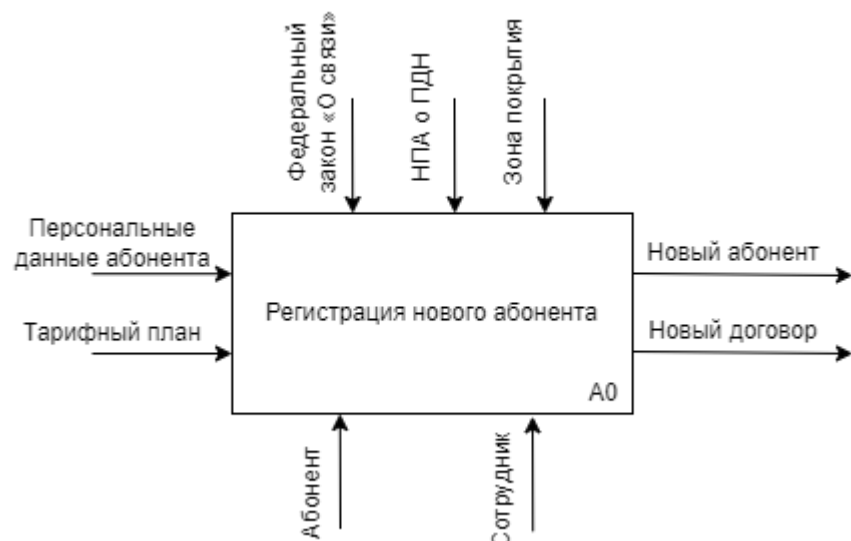 Федеральный
закон «О связи»
НПА о ПДН
Зона покрытия
Персональные
данные абонента
Тарифный план
Регистрация нового абонента
A0
Новый абонент
Новый договор
Абонент
Сотрудник